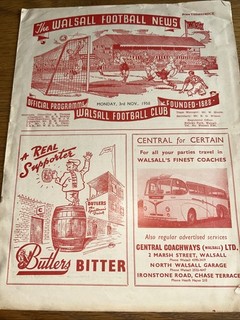 The WALSALL FOOTBALL NEWS
OFFICIAL PROGRAMME
MONDAY, 3rd NOV., 1958
FOUNDED-1888
WALSALL FOOTBALL CLUB
A REAL
Supporter
BUTLERS
Butlers BITTER
CENTRAL for CERTAIN
For all your parties travel in
WALSALL'S FINEST COACHES
Also regular advertised services
CENTRAL COACHWAYS (WALSALL) LTD.
2 MARSH STREET, WALSALL
NORTH WALSALL GARAGE
IRONSTONE ROAD, CHASE TERRACE